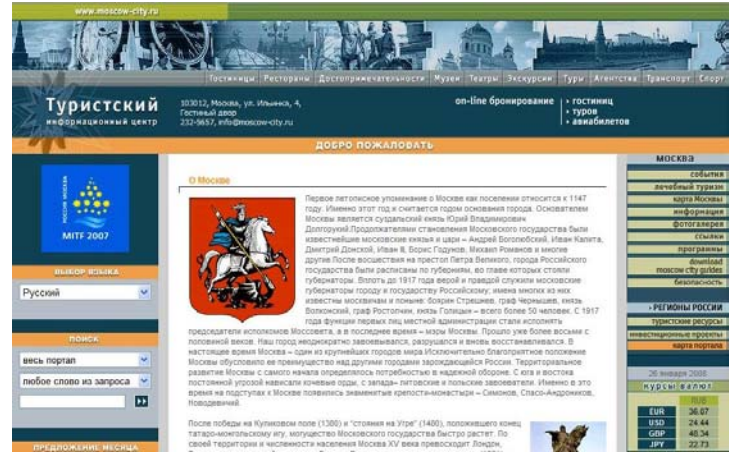 www.moscow-city.ru
Гостиницы Рестораны Достопримечательности Музеи Театры Экскурсии Туры Агентства Транспорт Спорт
Туристский
информационный центр
103012, Москва, ул. Ильинка, 4,
Гостиный двор
232-5657, info@moscow-city.ru
on-line бронирование
гостиниц
туров
авиабилетов
ДОБРО ПОЖАЛОВАТЬ
MITF 2007
ВЫБОР ЯЗЫКА
Русский
ПОИСК
весь портал
любое слово из запроса
ПРЕДЛОЖЕНИЕ МЕСЯЦА
О Москве
Первое летописное упоминание о Москве как поселении относится к 1147
году. Именно этот год и считается годом основания города. Основателем
Москвы является суздальский князь Юрий Владимирович
Долгорукий.Продолжателями становления Московского государства были
известнейшие московские князья и цари – Андрей Боголюбский, Иван Калита,
Дмитрий Донской, Иван III, Борис Годунов, Михаил Романов и многие
другие.После восшествия на престол Петра Великого, города Российского
государства были расписаны по губерниям, во главе которых стояли
губернаторы. Вплоть до 1917 года верой и правдой служили московские
губернаторы городу и государству Российскому; имена многих из них
известны москвичам и поныне: боярин Стрешнев, граф Чернышев, князь
Волконский, граф Ростопчин, князь Голицын – всего более 50 человек. С 1917
года функции первых лиц местной администрации стали исполнять
председатели исполкомов Моссовета, а в последнее время – мэры Москвы. Прошло уже более восьми с
половиной веков. Наш город неоднократно завоевывался, разрушался и вновь восстанавливался. В
настоящее время Москва – один из крупнейших городов мира.Исключительно благоприятное положение
Москвы обусловило ее преимущество над другими городами зарождающейся России. Территориальное
развитие Москвы с самого начала определялось потребностью в надежной обороне. С юга и востока
постоянной угрозой нависали кочевые орды, с запада– литовские и польские завоеватели. Именно в это
время на подступах к Москве появились знаменитые крепости-монастыри – Симонов, Спасо-Андроников,
Новодевичий.
После победы на Куликовом поле (1380) и "стояния на Угре" (1480), положившего конец
татаро-монгольскому игу, могущество Московского государства быстро растет. По
своей территории и численности населения Москва XV века превосходит Лондон,
МОСКВА
события
лечебный туризм
карта Москвы
информация
фотогалерея
ссылки
программы
download
moscow city guides
безопасность
РЕГИОНЫ РОССИИ
туристские ресурсы
инвестиционные проекты
карта портала
26 января 2008
курсы валют
RUB
EUR 36.07
USD 24.44
GBP 48.34
JPY 22.73